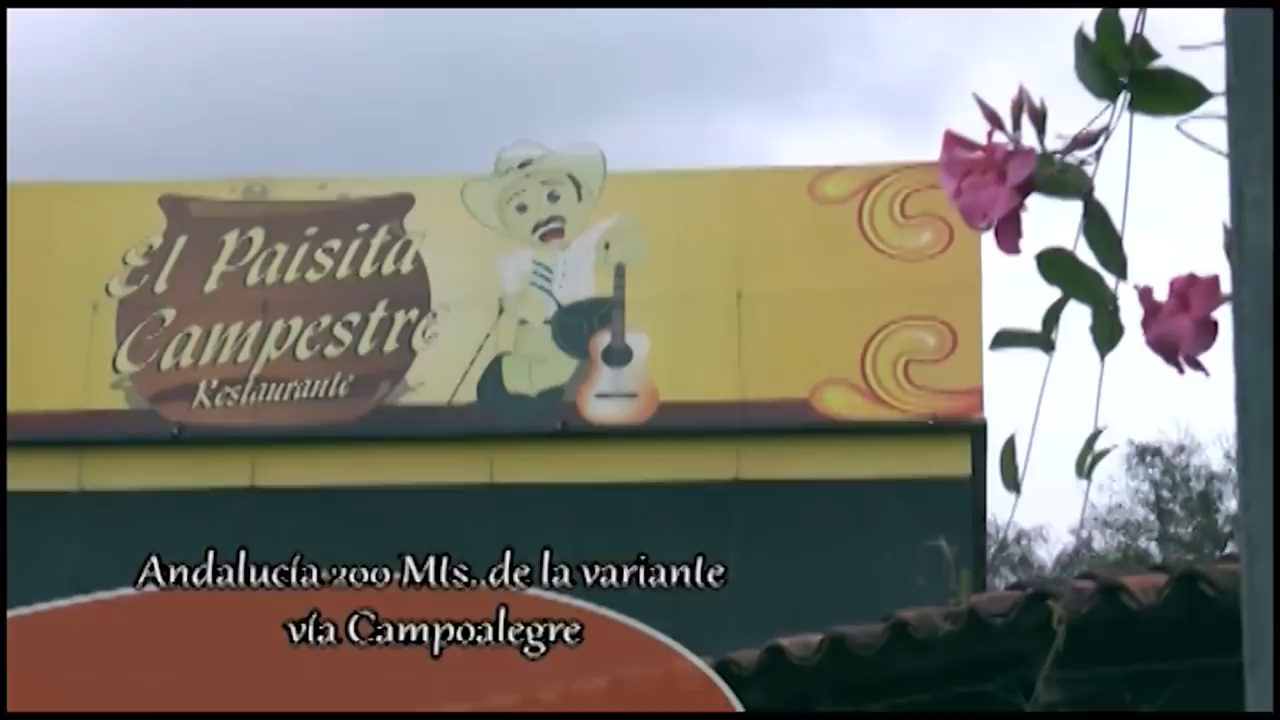 El Paisita
Campestre
Restaurante
Andalucía 200 Mts. de la variante
vía Campoalegre